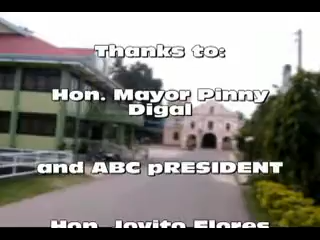 Thanks to:
Hon. Mayor Pinny
Digal
and ABC pRESIDENT
Hon. Jovito Flores